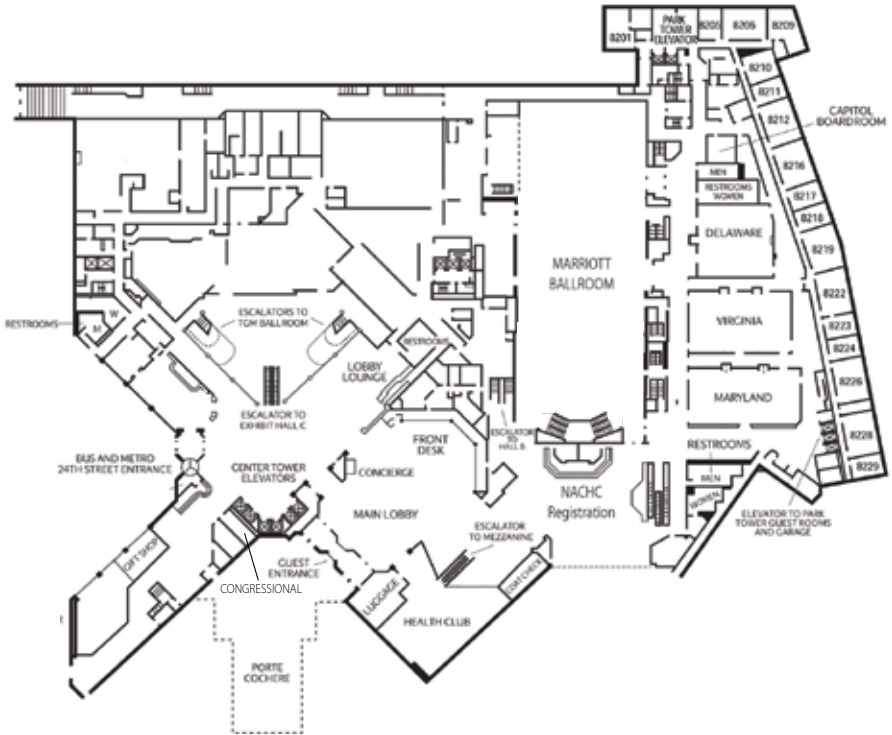 PARK
TOWER
ELEVATOR
8201
8205
8206
8209
8210
8211
8212
CAPITOL
BOARDROOM
8216
MEN
RESTROOMS
WOMEN
8217
8218
DELAWARE
8219
MARRIOTT
BALLROOM
8222
RESTROOMS
W
M
ESCALATORS TO
TGM BALLROOM
VIRGINIA
8223
8224
RESTROOMS
LOBBY
LOUNGE
8226
MARYLAND
ESCALATOR TO
EXHIBIT HALL C
ESCALATOR
TO
HALL B
FRONT
DESK
RESTROOMS
8228
8229
BUS AND METRO
24TH STREET ENTRANCE
CENTER TOWER
ELEVATORS
CONCIERGE
MEN
WOMEN
NACHC
Registration
MAIN LOBBY
ELEVATOR TO PARK
TOWER GUEST ROOMS
AND GARAGE
ESCALATOR
TO MEZZANINE
GIFT SHOP
GUEST
ENTRANCE
CONGRESSIONAL
LUGGAGE
COAT CHECK
HEALTH CLUB
PORTE
COCHERE